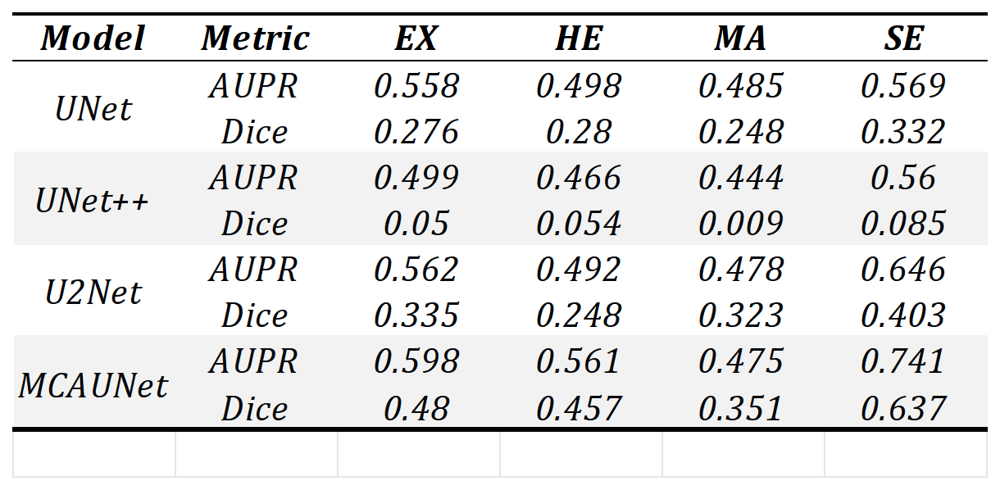 Model Metric EX HE MA SE
UNet AUPR 0.558 0.498 0.485 0.569
Dice 0.276 0.28 0.248 0.332
UNet++ AUPR 0.499 0.466 0.444 0.56
Dice 0.05 0.054 0.009 0.085
U2Net AUPR 0.562 0.492 0.478 0.646
Dice 0.335 0.248 0.323 0.403
MCAUNet AUPR 0.598 0.561 0.475 0.741
Dice 0.48 0.457 0.351 0.637